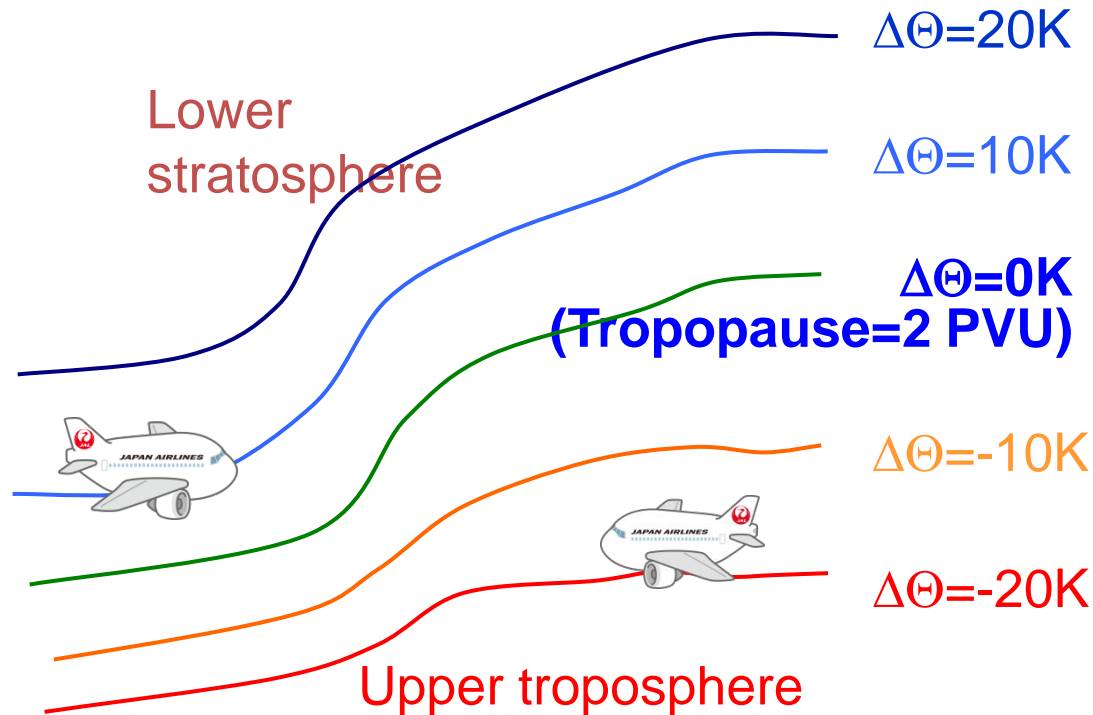 ΔΘ=20K
Lower
stratosphere
ΔΘ=10K
ΔΘ=0K
(Tropopause=2 PVU)
JAPAN AIRLINES
ΔΘ=-10K
JAPAN AIRLINES
ΔΘ=-20K
Upper troposphere